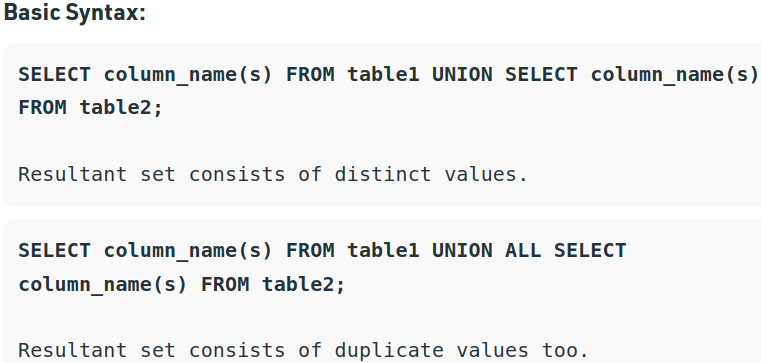 Basic Syntax:
SELECT column_name(s) FROM table1 UNION SELECT column_name(s)
FROM table2;
Resultant set consists of distinct values.
SELECT column_name(s) FROM table1 UNION ALL SELECT
column_name(s) FROM table2;
Resultant set consists of duplicate values too.